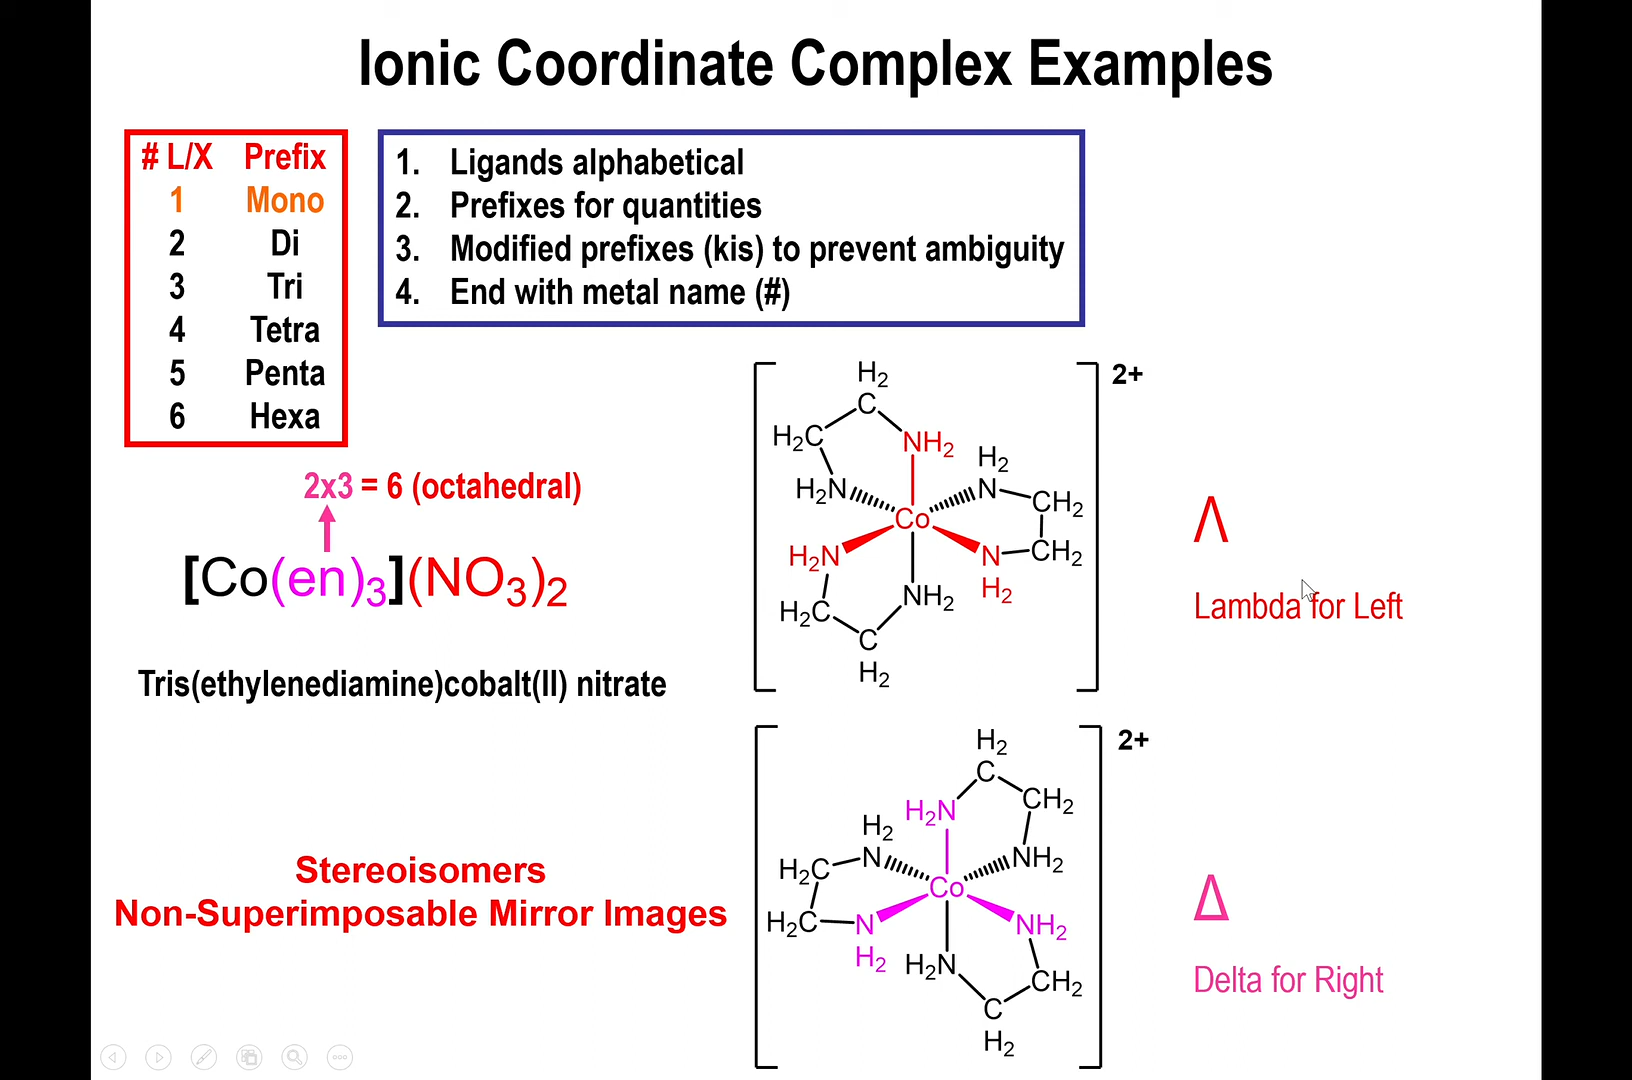 Ionic Coordinate Complex Examples
# L/X Prefix
1 Mono
2 Di
3 Tri
4 Tetra
5 Penta
6 Hexa
1. Ligands alphabetical
2. Prefixes for quantities
3. Modified prefixes (kis) to prevent ambiguity
4. End with metal name (#)
2x3 = 6 (octahedral)
[Co(en)₃](NO₃)₂
Tris(ethylenediamine)cobalt(II) nitrate
Stereoisomers
Non-Superimposable Mirror Images
2+
H₂
C
H₂C
NH₂
H₂
H₂N
N
CH₂
Co
H₂N
N
CH₂
H₂
H₂C
NH₂
C
H₂
Λ
Lambda for Left
2+
H₂
C
CH₂
H₂N
H₂
N
NH₂
H₂C
Co
H₂C
N
NH₂
H₂
H₂N
CH₂
C
H₂
Δ
Delta for Right